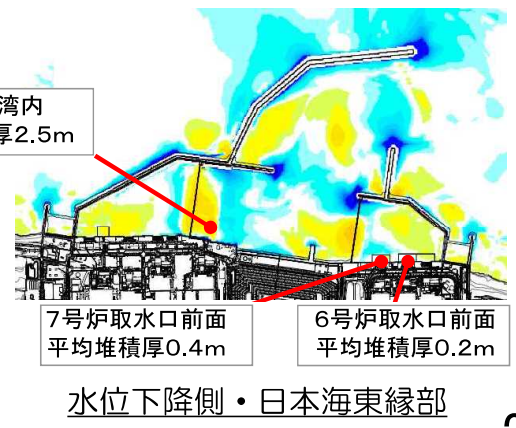 湾内
厚2.5m
7号炉取水口前面
平均堆積厚0.4m
6号炉取水口前面
平均堆積厚0.2m
水位下降側・日本海東縁部